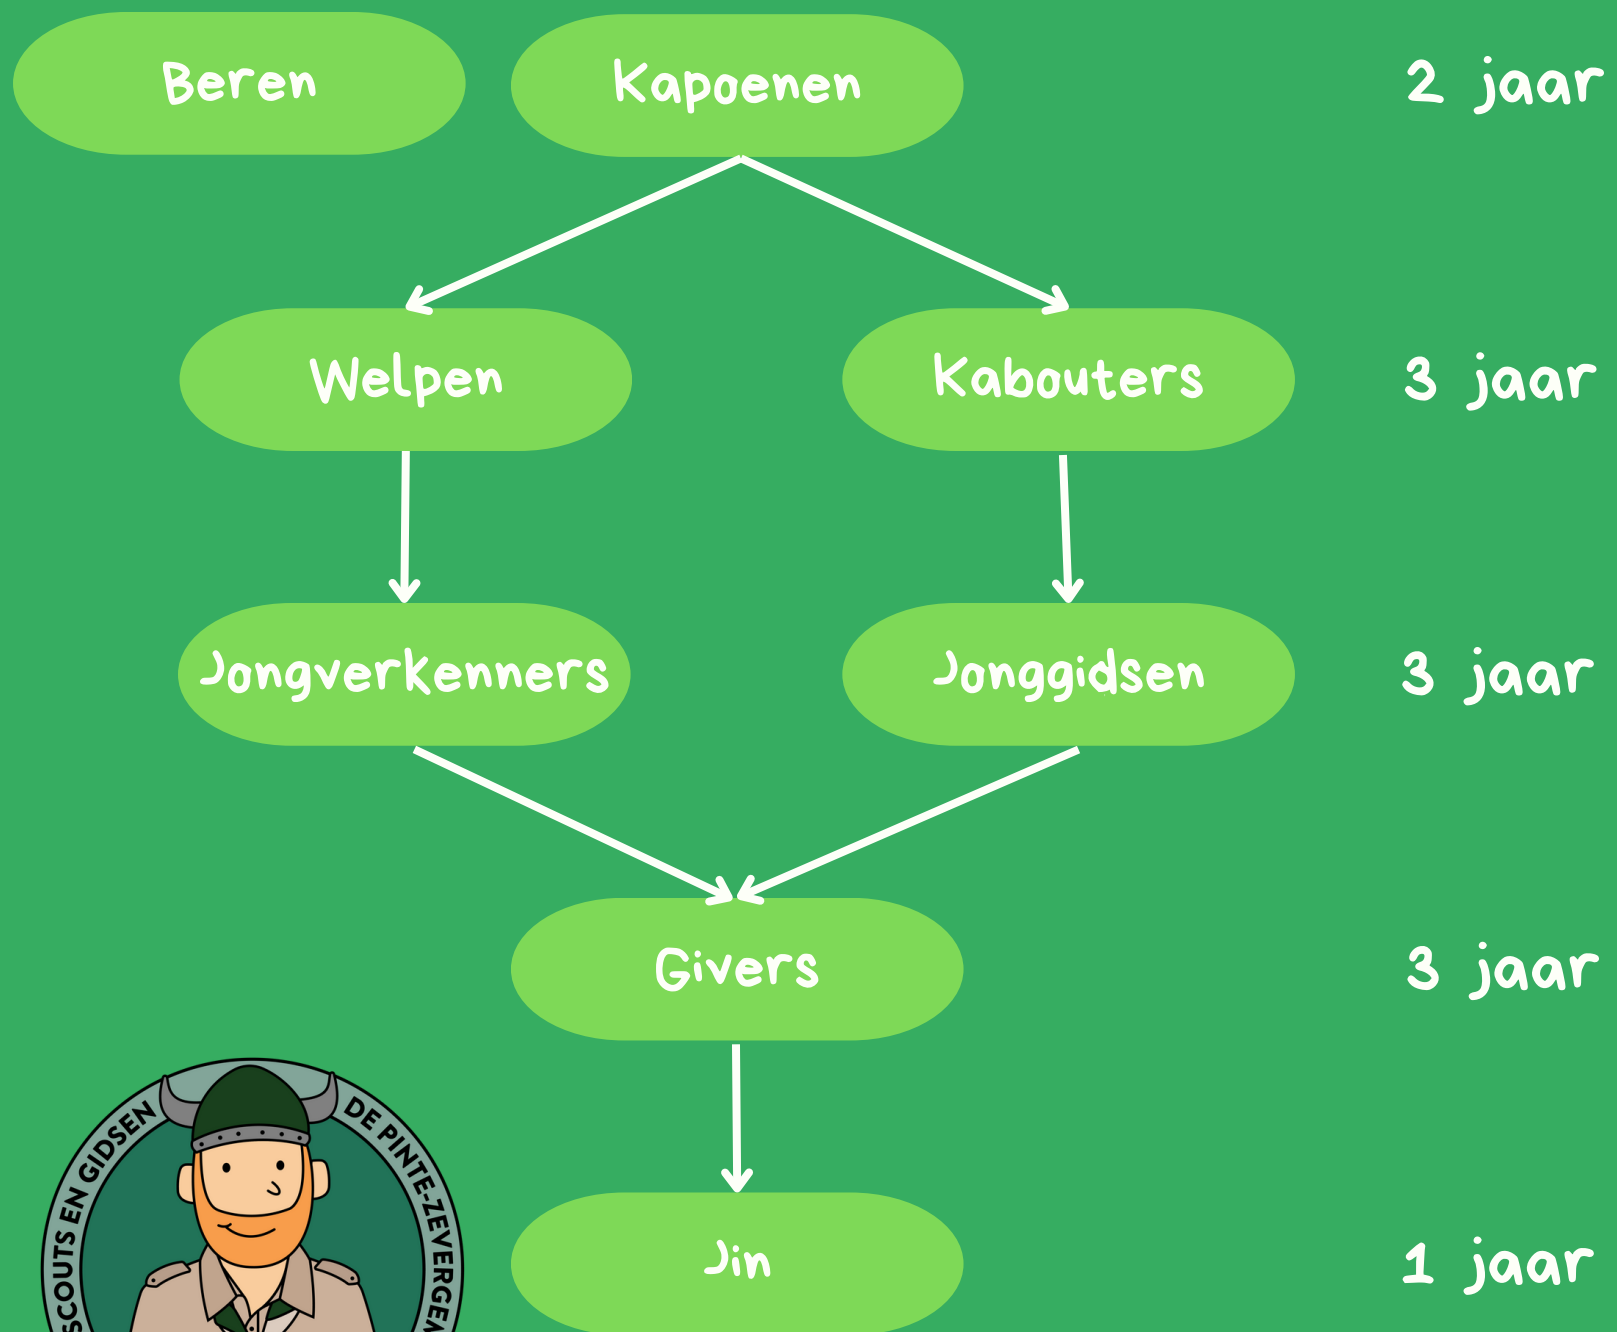 Beren Kapoenen 2 jaar
Welpen Kabouters 3 jaar
Jongverkenners Jonggidsen 3 jaar
Givers 3 jaar
Jin 1 jaar
SCOUTS EN GIDSEN
DE PINTE-ZEVERGEM